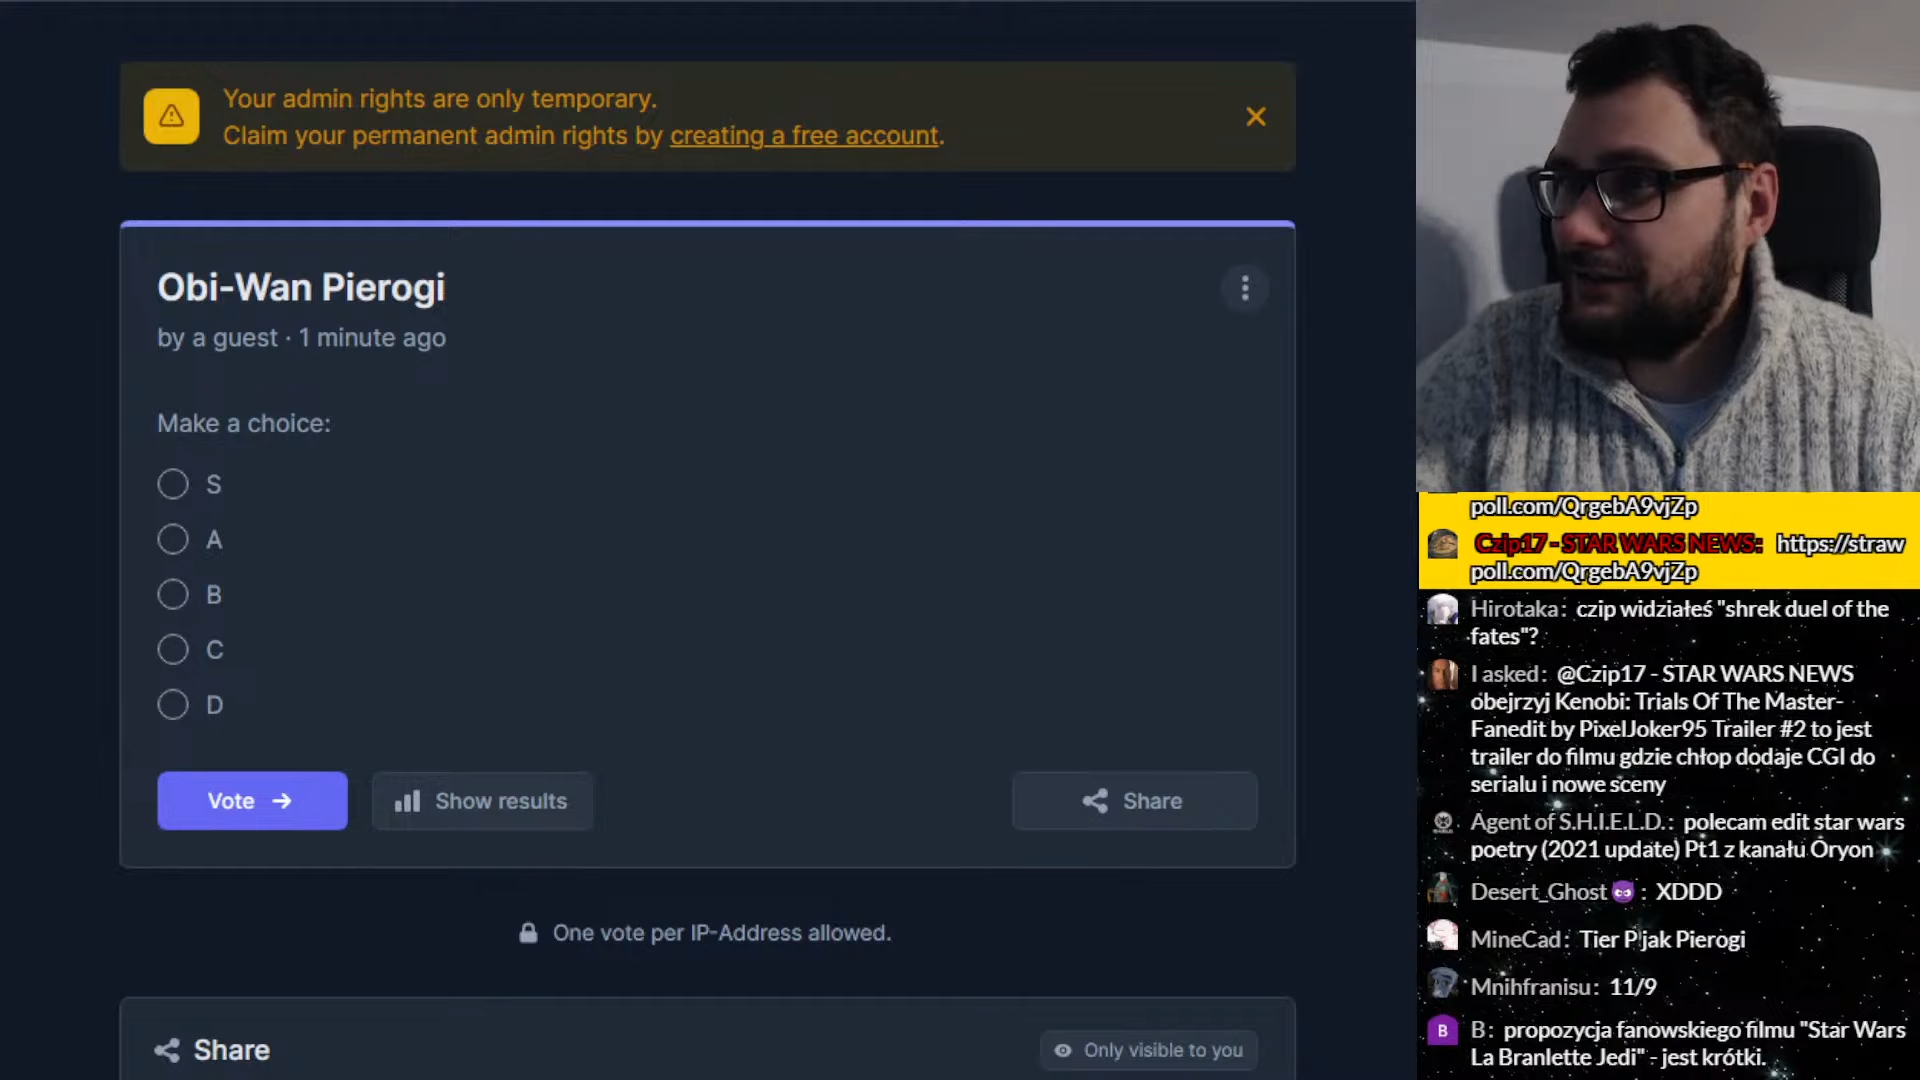 Your admin rights are only temporary.
Claim your permanent admin rights by creating a free account.
Obi-Wan Pierogi
by a guest · 1 minute ago
Make a choice:
S
A
B
C
D
Vote →
Show results
Share
One vote per IP-Address allowed.
Share
Only visible to you
poll.com/QrgebA9vjZp
Czip17 - STAR WARS NEWS: https://straw
poll.com/QrgebA9vjZp
Hirotaka: czip widziałeś "shrek duel of the
fates"?
I asked: @Czip17 - STAR WARS NEWS
obejrzyj Kenobi: Trials Of The Master-
Fanedit by PixelJoker95 Trailer #2 to jest
trailer do filmu gdzie chłop dodaje CGI do
serialu i nowe sceny
Agent of S.H.I.E.L.D.: polecam edit star wars
poetry (2021 update) Pt1 z kanału Oryon
Desert_Ghost😈: XDDD
MineCad: Tier P jak Pierogi
Mnihfranisu: 11/9
B
B: propozycja fanowskiego filmu "Star Wars
La Branlette Jedi" - jest krótki.